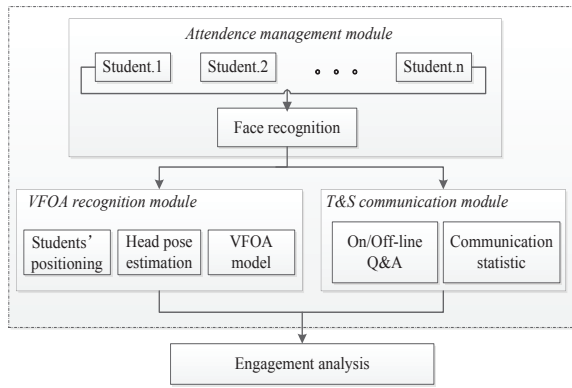 Attendence management module
Student.1
Student.2
Student.n
Face recognition
VFOA recognition module
Students’
positioning
Head pose
estimation
VFOA
model
T&S communication module
On/Off-line
Q&A
Communication
statistic
Engagement analysis